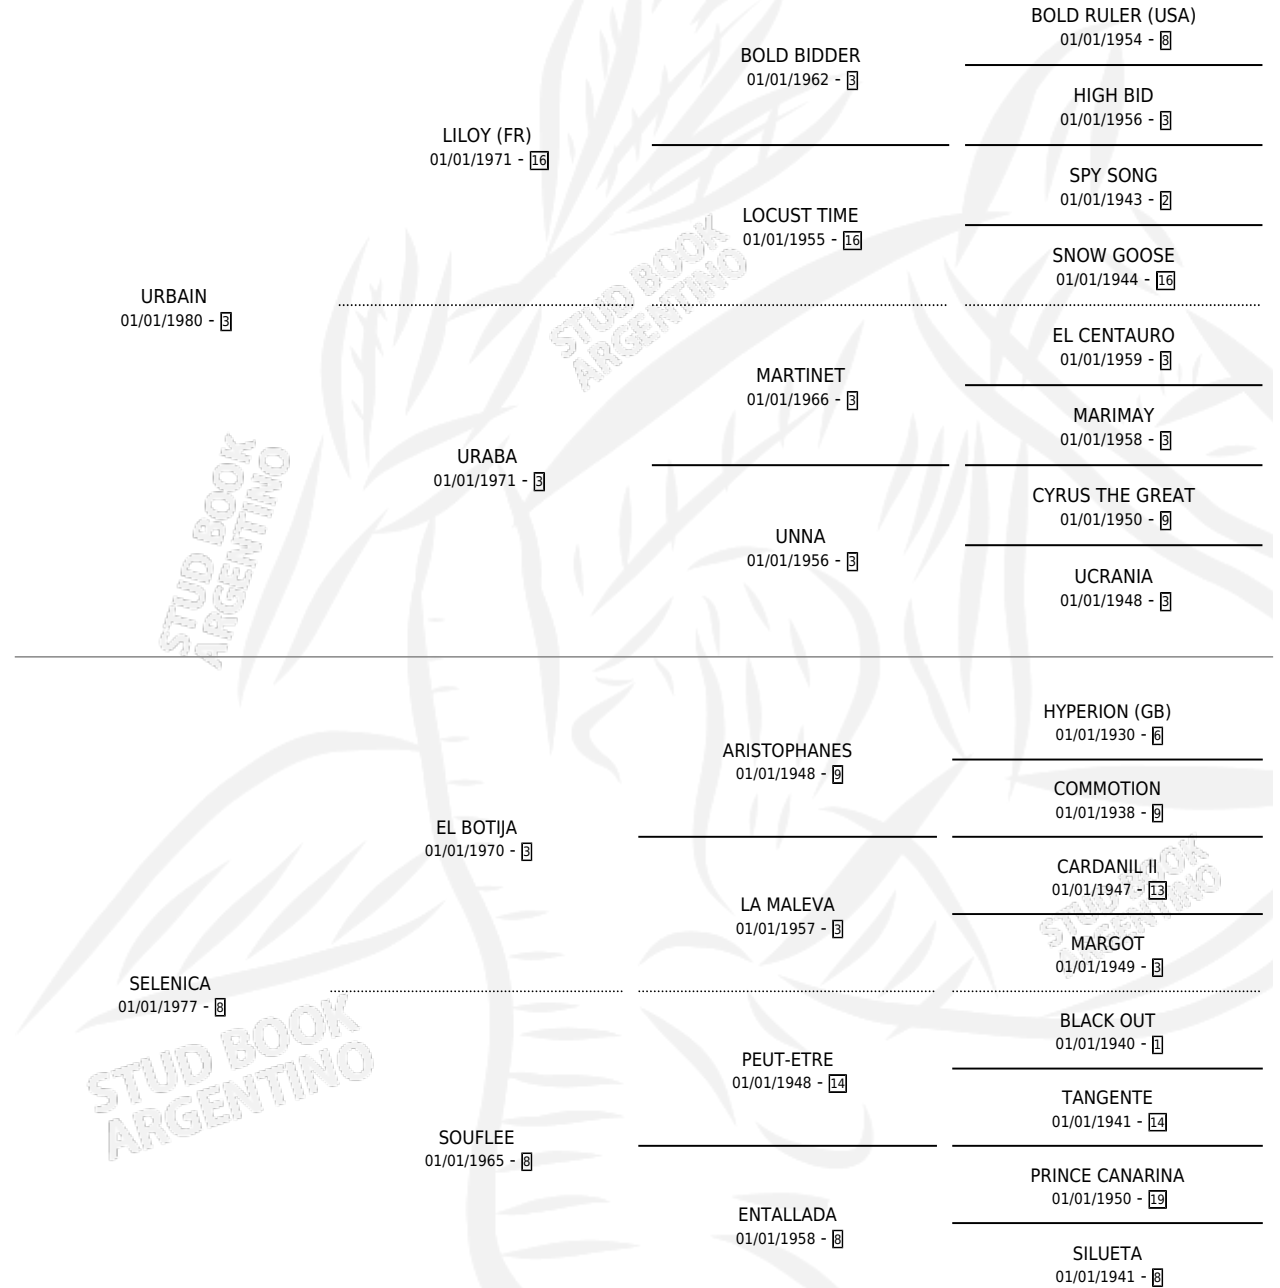 BOLD RULER (USA)
01/01/1954 - 8
BOLD BIDDER
01/01/1962 - 3
HIGH BID
01/01/1956 - 3
LILOY (FR)
01/01/1971 - 16
SPY SONG
01/01/1943 - 2
LOCUST TIME
01/01/1955 - 16
SNOW GOOSE
01/01/1944 - 16
URBAIN
01/01/1980 - 3
STUD BOOK
ARGENTINO
EL CENTAURO
01/01/1959 - 3
MARTINET
01/01/1966 - 3
MARIMAY
01/01/1958 - 3
URABA
01/01/1971 - 3
CYRUS THE GREAT
01/01/1950 - 9
UNNA
01/01/1956 - 3
UCRANIA
01/01/1948 - 3
STUD BOOK
ARGENTINO
HYPERION (GB)
01/01/1930 - 6
ARISTOPHANES
01/01/1948 - 9
COMMOTION
01/01/1938 - 9
EL BOTIJA
01/01/1970 - 3
CARDANIL II
01/01/1947 - 13
LA MALEVA
01/01/1957 - 3
MARGOT
01/01/1949 - 3
STUD BOOK
ARGENTINO
SELENICA
01/01/1977 - 8
BLACK OUT
01/01/1940 - 1
PEUT-ETRE
01/01/1948 - 14
TANGENTE
01/01/1941 - 14
STUD BOOK
ARGENTINO
SOUFLEE
01/01/1965 - 8
PRINCE CANARINA
01/01/1950 - 19
ENTALLADA
01/01/1958 - 8
SILUETA
01/01/1941 - 8